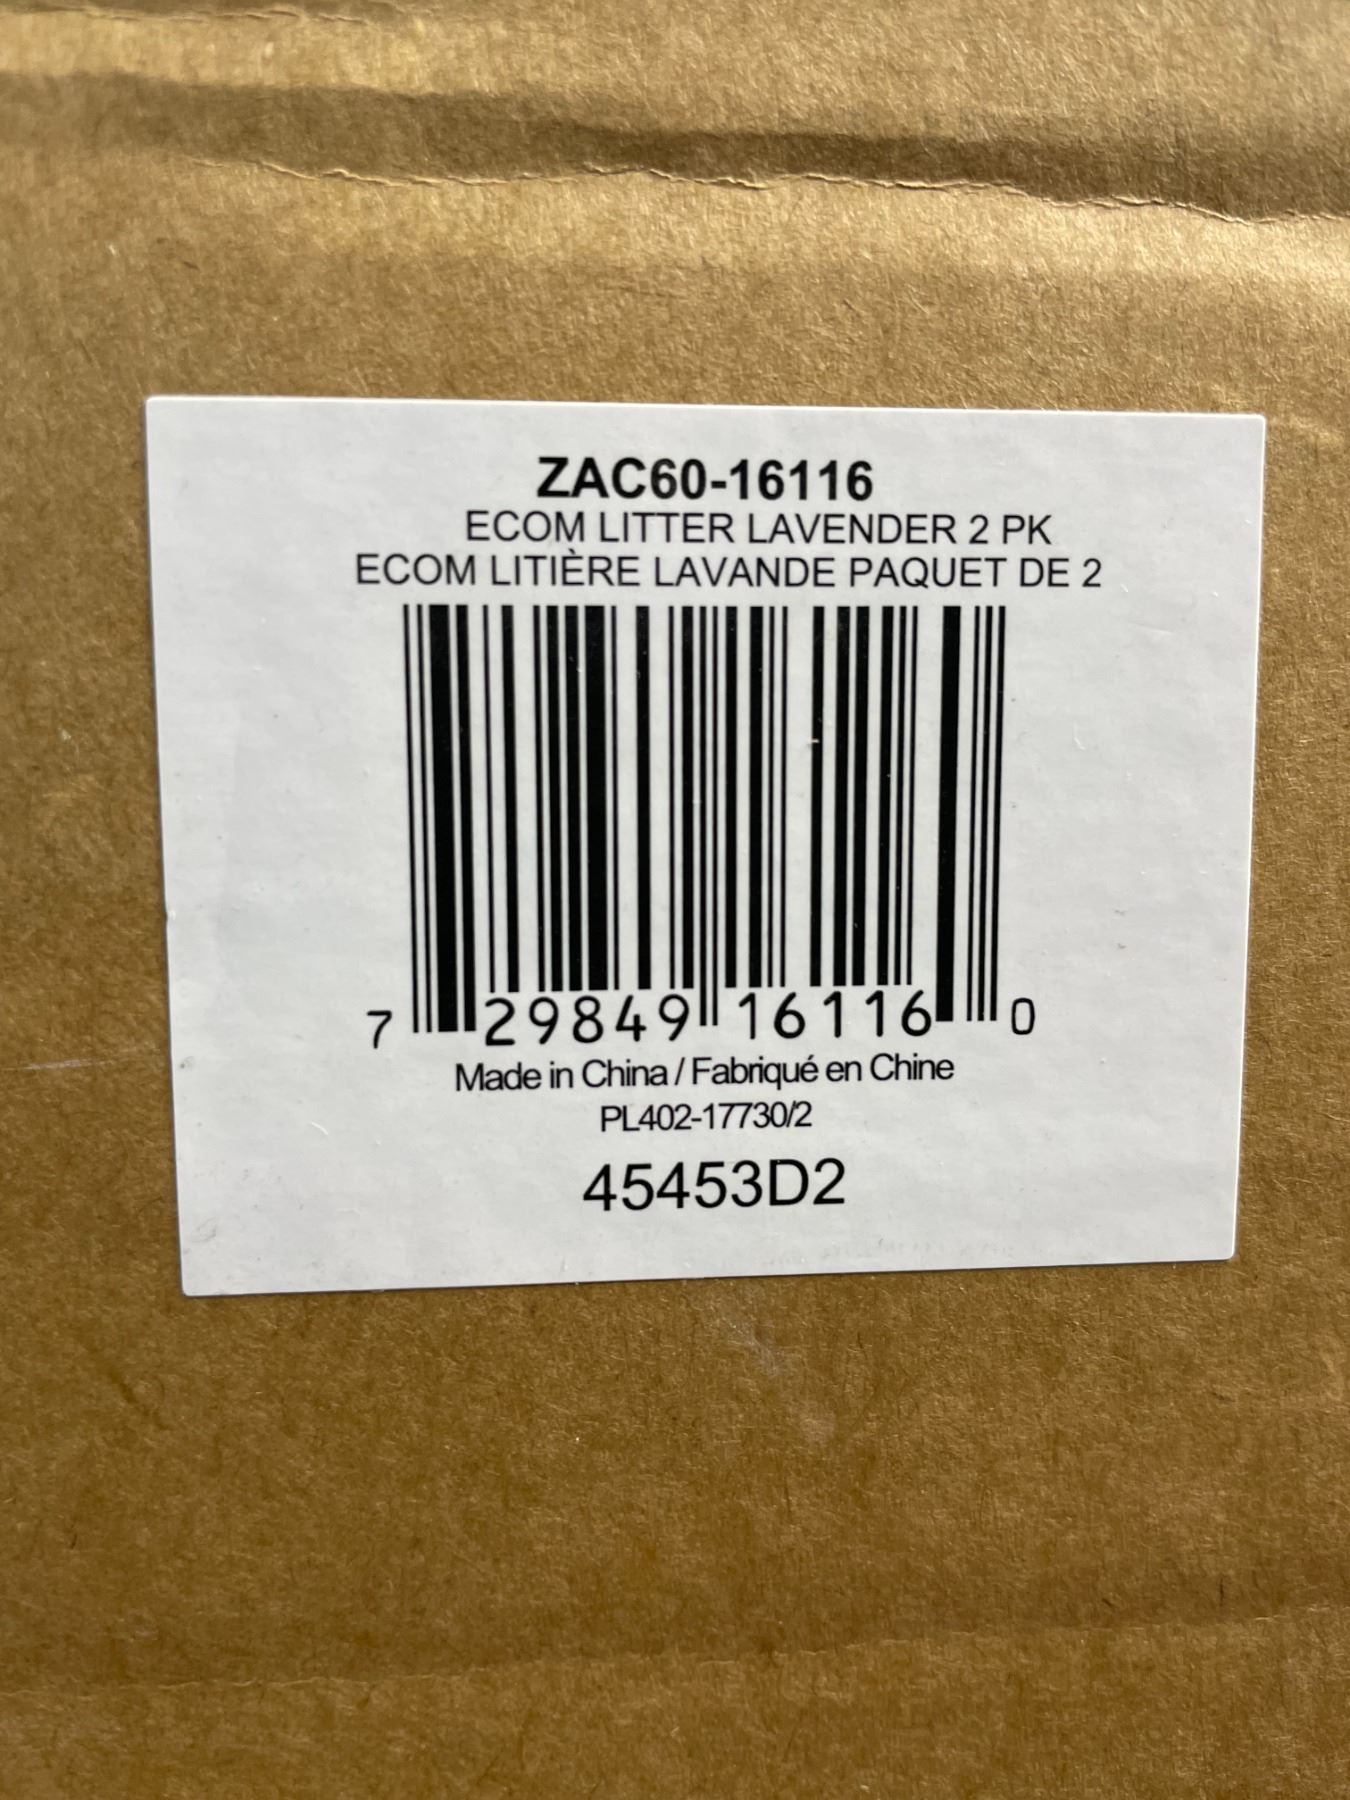 ZAC60-16116
ECOM LITTER LAVENDER 2 PK
ECOM LITIÈRE LAVANDE PAQUET DE 2
7 29849 16116 0
Made in China / Fabriqué en Chine
PL402-17730/2
45453D2